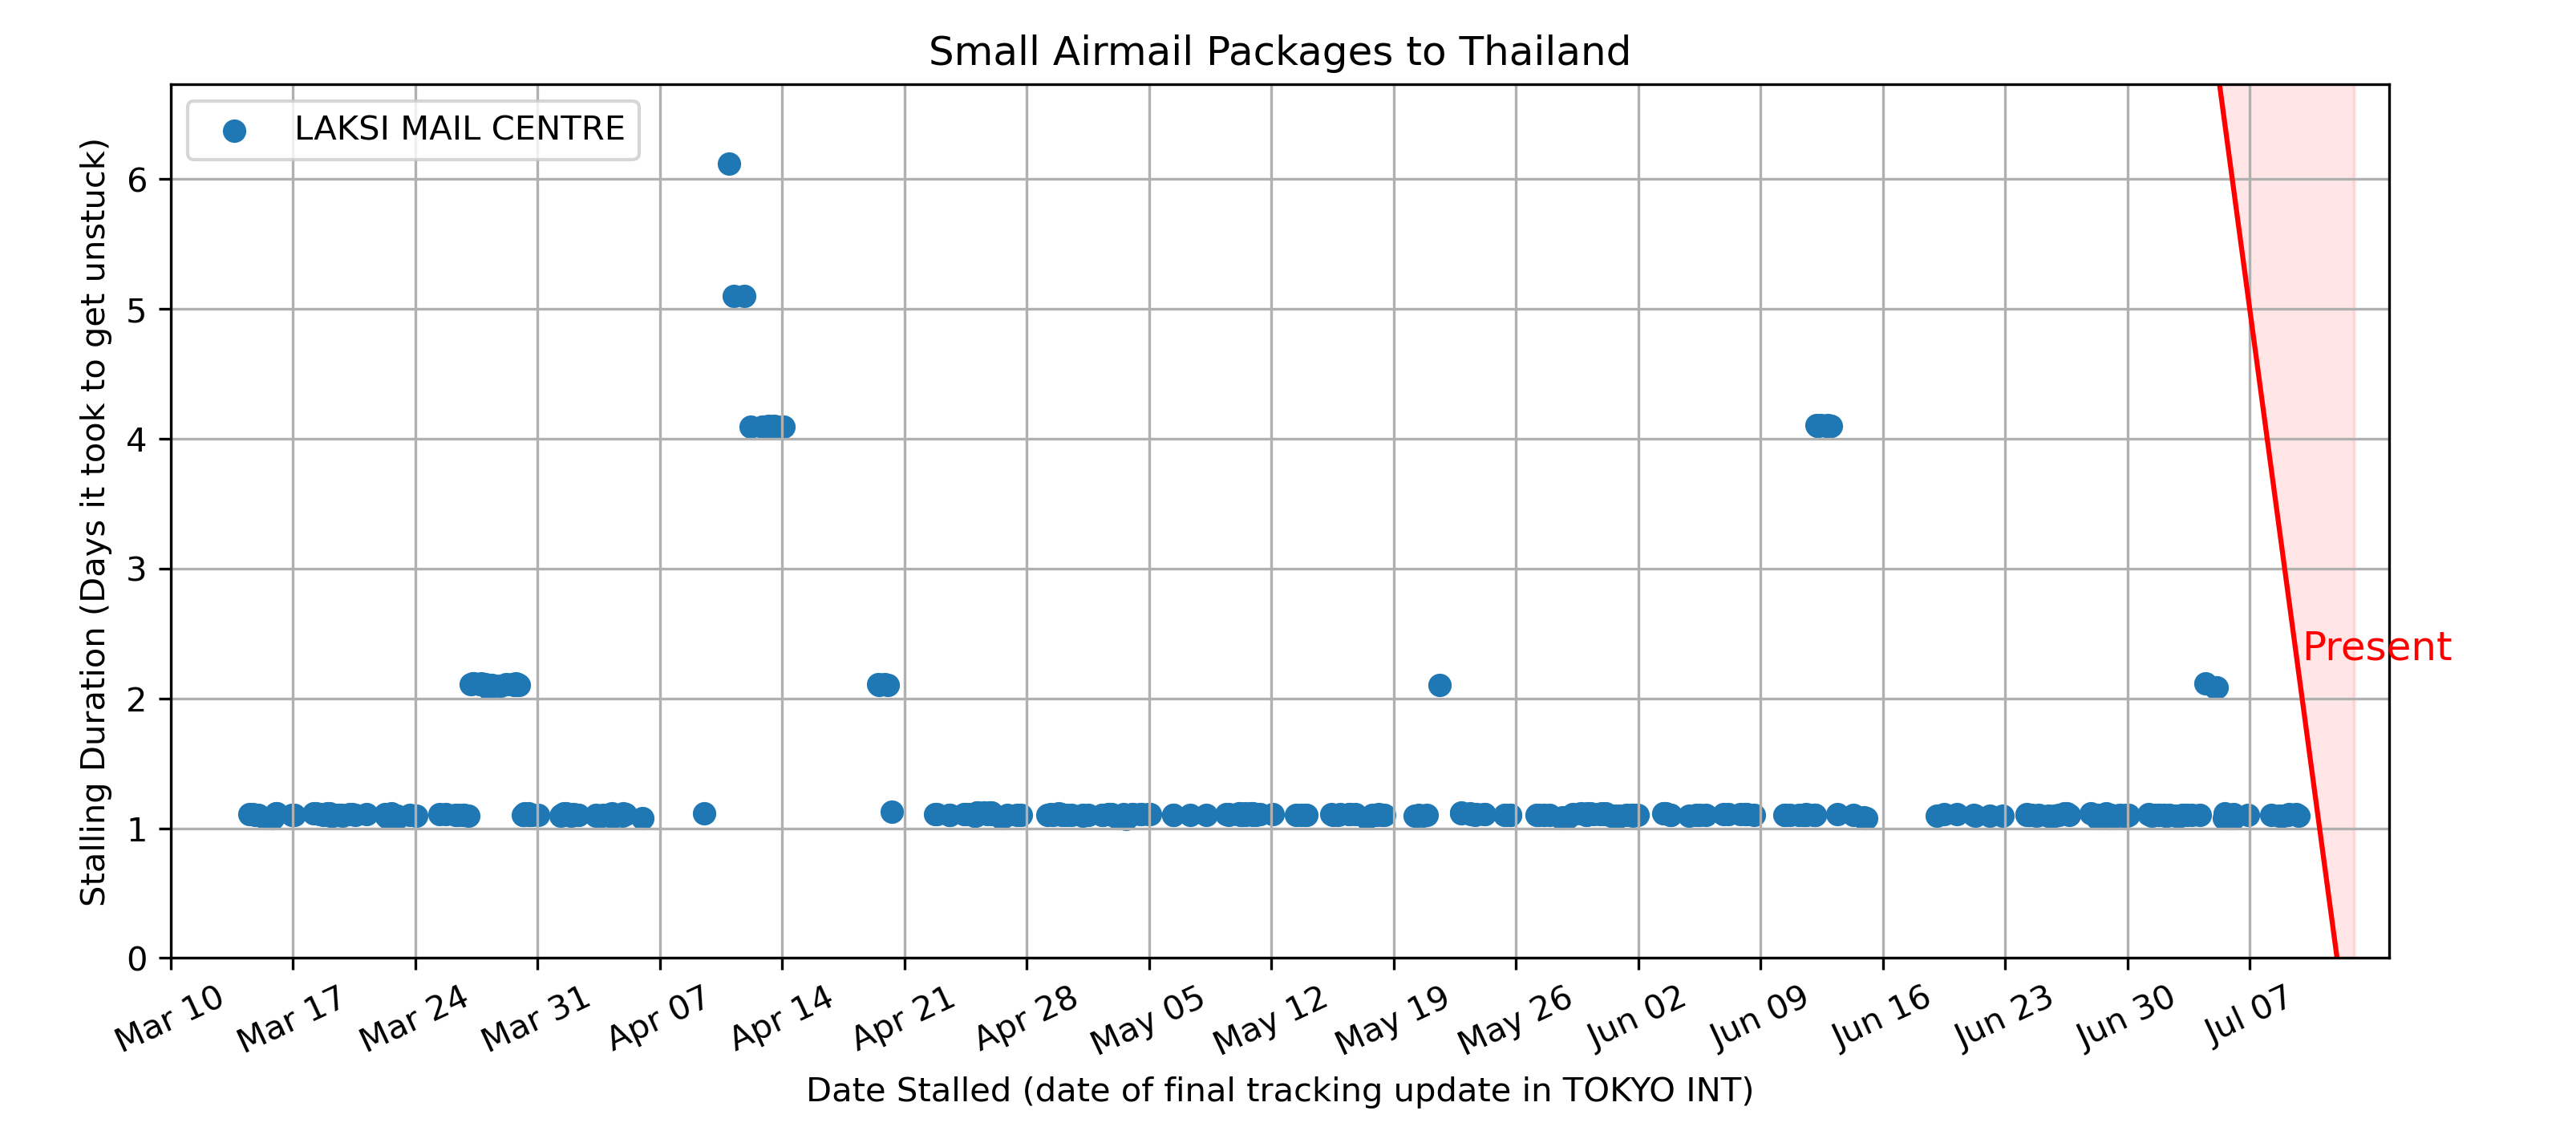 Small Airmail Packages to Thailand
LAKSI MAIL CENTRE
Stalling Duration (Days it took to get unstuck)
6
5
4
3
2
1
0
Present
Mar 10
Mar 17
Mar 24
Mar 31
Apr 07
Apr 14
Apr 21
Apr 28
May 05
May 12
May 19
May 26
Jun 02
Jun 09
Jun 16
Jun 23
Jun 30
Jul 07
Date Stalled (date of final tracking update in TOKYO INT)